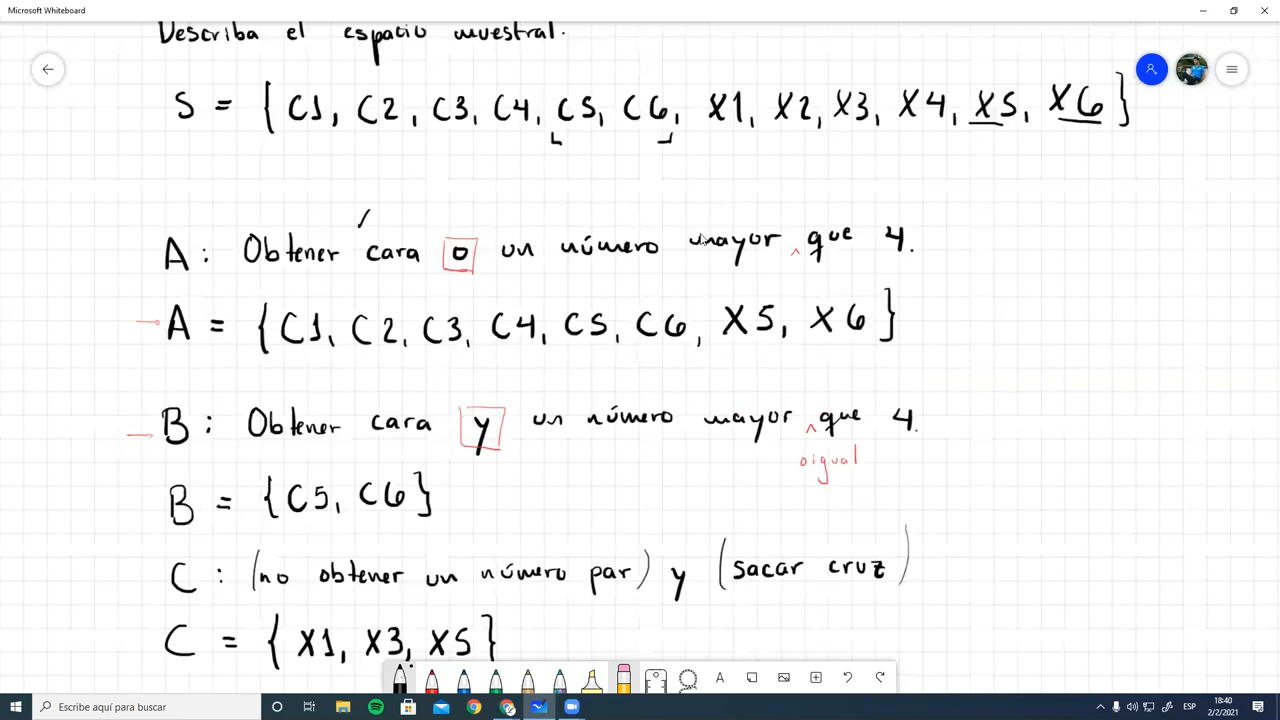 Microsoft Whiteboard
Describa el espacio muestral.
S = { C1, C2, C3, C4, C5, C6, X1, X2, X3, X4, X5, X6 }
A : Obtener cara o un número mayor ^ que 4.
A = { C1, C2, C3, C4, C5, C6, X5, X6 }
B : Obtener cara y un número mayor ^ que 4.
o igual
B = { C5, C6 }
C : (no obtener un número par) y (sacar cruz)
C = { X1, X3, X5 }
A
Escribe aquí para buscar
ESP
18:40
2/2/2021